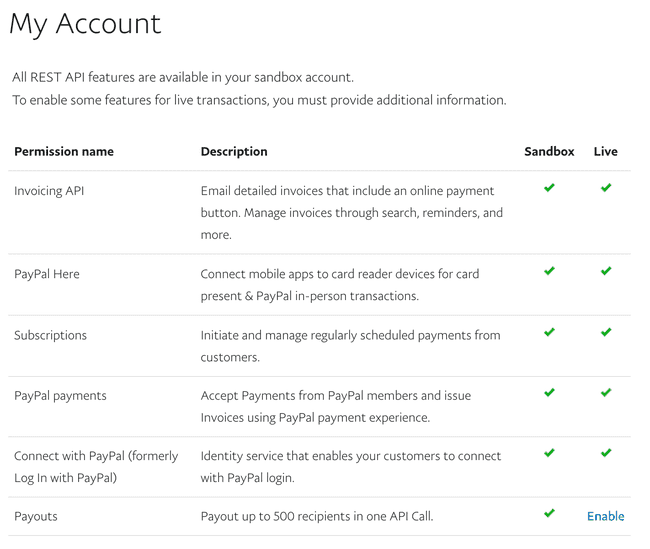 My Account
All REST API features are available in your sandbox account.
To enable some features for live transactions, you must provide additional information.
Permission name Description Sandbox Live
Invoicing API Email detailed invoices that include an online payment
button. Manage invoices through search, reminders, and
more.
PayPal Here Connect mobile apps to card reader devices for card
present & PayPal in-person transactions.
Subscriptions Initiate and manage regularly scheduled payments from
customers.
PayPal payments Accept Payments from PayPal members and issue
Invoices using PayPal payment experience.
Connect with PayPal (formerly Identity service that enables your customers to connect
Log In with PayPal) with PayPal login.
Payouts Payout up to 500 recipients in one API Call. Enable